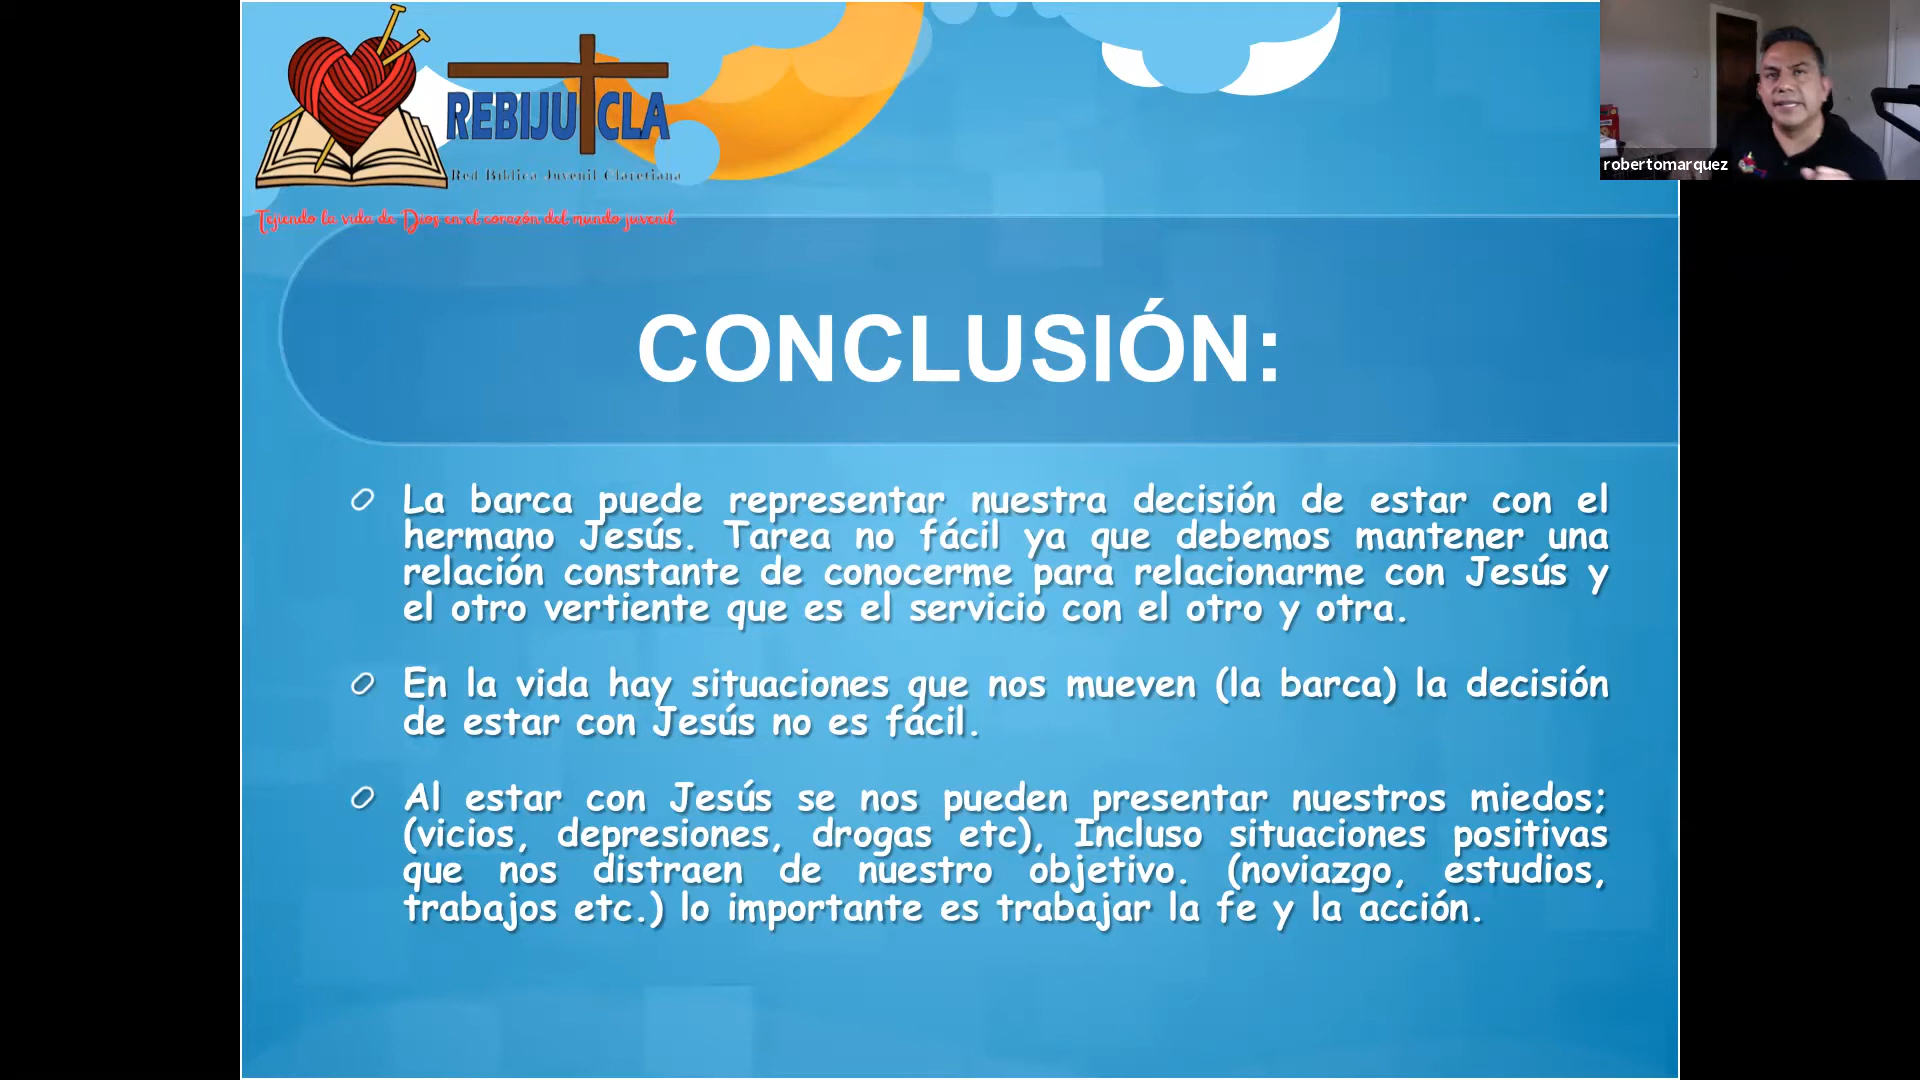 REBIJU CLA
Red Bíblica Juvenil Claretiana
Tejiendo la vida de Dios en el corazón del mundo juvenil
robertomarquez
CONCLUSIÓN:
La barca puede representar nuestra decisión de estar con el
hermano Jesús. Tarea no fácil ya que debemos mantener una
relación constante de conocerme para relacionarme con Jesús y
el otro vertiente que es el servicio con el otro y otra.
En la vida hay situaciones que nos mueven (la barca) la decisión
de estar con Jesús no es fácil.
Al estar con Jesús se nos pueden presentar nuestros miedos;
(vicios, depresiones, drogas etc), Incluso situaciones positivas
que nos distraen de nuestro objetivo. (noviazgo, estudios,
trabajos etc.) lo importante es trabajar la fe y la acción.